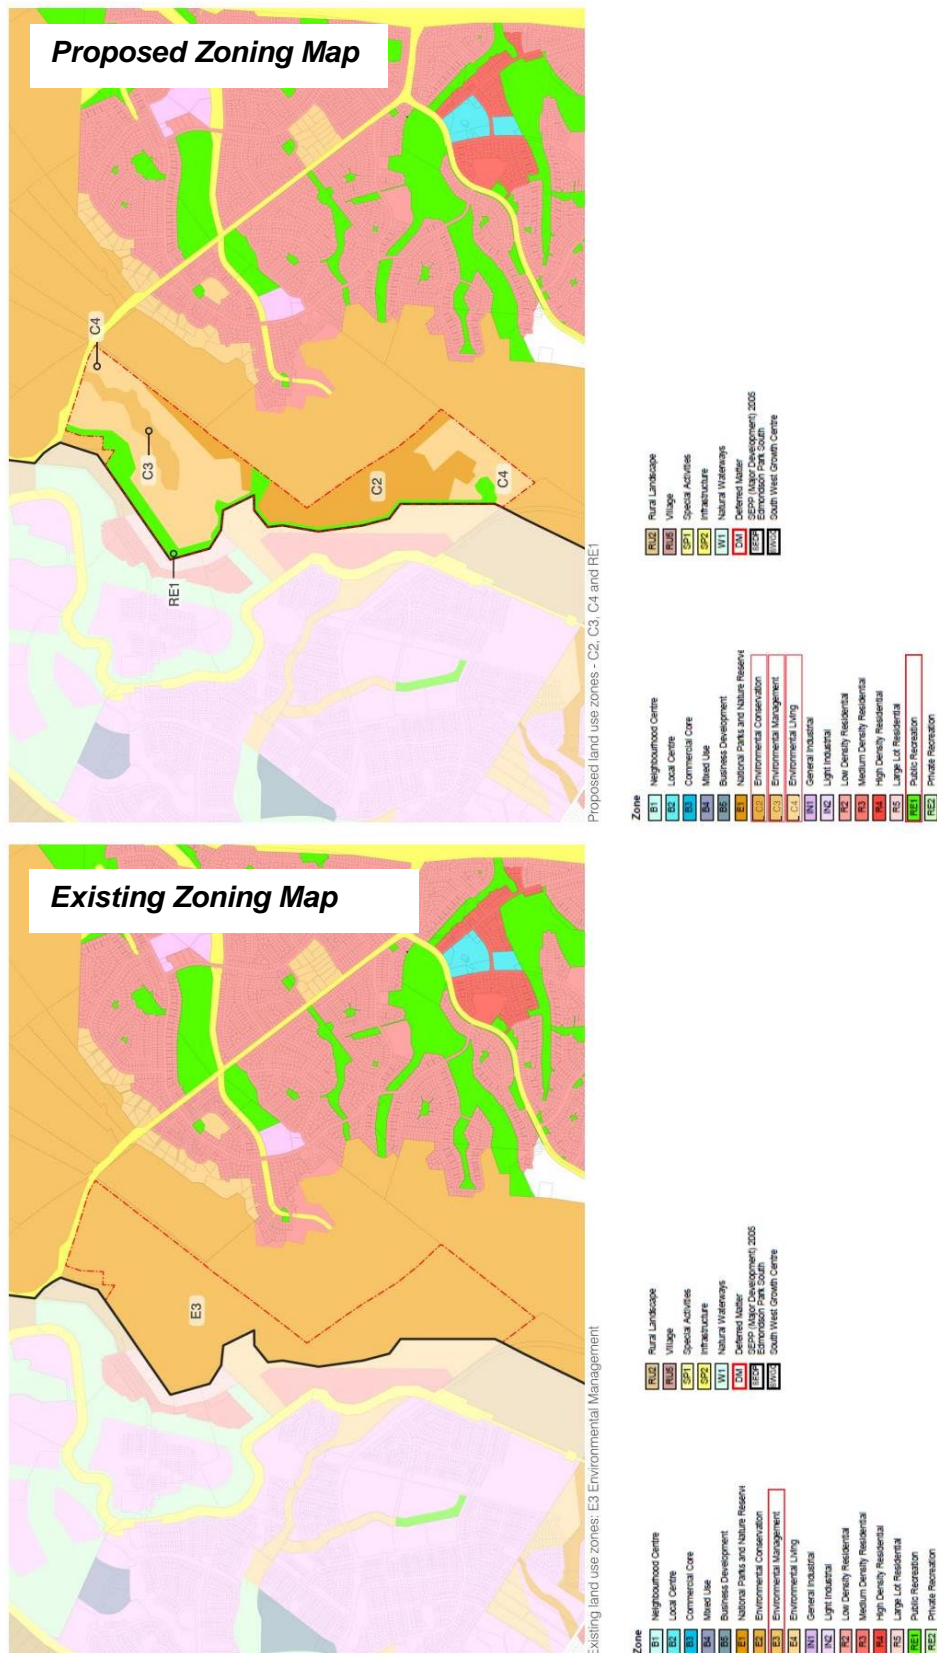 Proposed Zoning Map
C4
C3
RE1
C2
C4
Proposed land use zones - C2, C3, C4 and RE1
Zone
B1 Neighbourhood Centre
B2 Local Centre
B3 Commercial Core
B4 Mixed Use
B5 Business Development
E1 National Parks and Nature Reserve
C2 Environmental Conservation
C3 Environmental Management
C4 Environmental Living
IN1 General Industrial
IN2 Light Industrial
R2 Low Density Residential
R3 Medium Density Residential
R4 High Density Residential
R5 Large Lot Residential
RE1 Public Recreation
RE2 Private Recreation
RU2 Rural Landscape
RU5 Village
SP1 Special Activities
SP2 Infrastructure
W1 Natural Waterways
DM Deferred Matter
SEPP (Major Development) 2005
Edmondson Park South
South West Growth Centre
Existing Zoning Map
E3
Existing land use zones: E3 Environmental Management
Zone
B1 Neighbourhood Centre
B2 Local Centre
B3 Commercial Core
B4 Mixed Use
B5 Business Development
E1 National Parks and Nature Reserve
E2 Environmental Conservation
E3 Environmental Management
E4 Environmental Living
IN1 General Industrial
IN2 Light Industrial
R2 Low Density Residential
R3 Medium Density Residential
R4 High Density Residential
R5 Large Lot Residential
RE1 Public Recreation
RE2 Private Recreation
RU2 Rural Landscape
RU5 Village
SP1 Special Activities
SP2 Infrastructure
W1 Natural Waterways
DM Deferred Matter
SEPP (Major Development) 2005
Edmondson Park South
South West Growth Centre